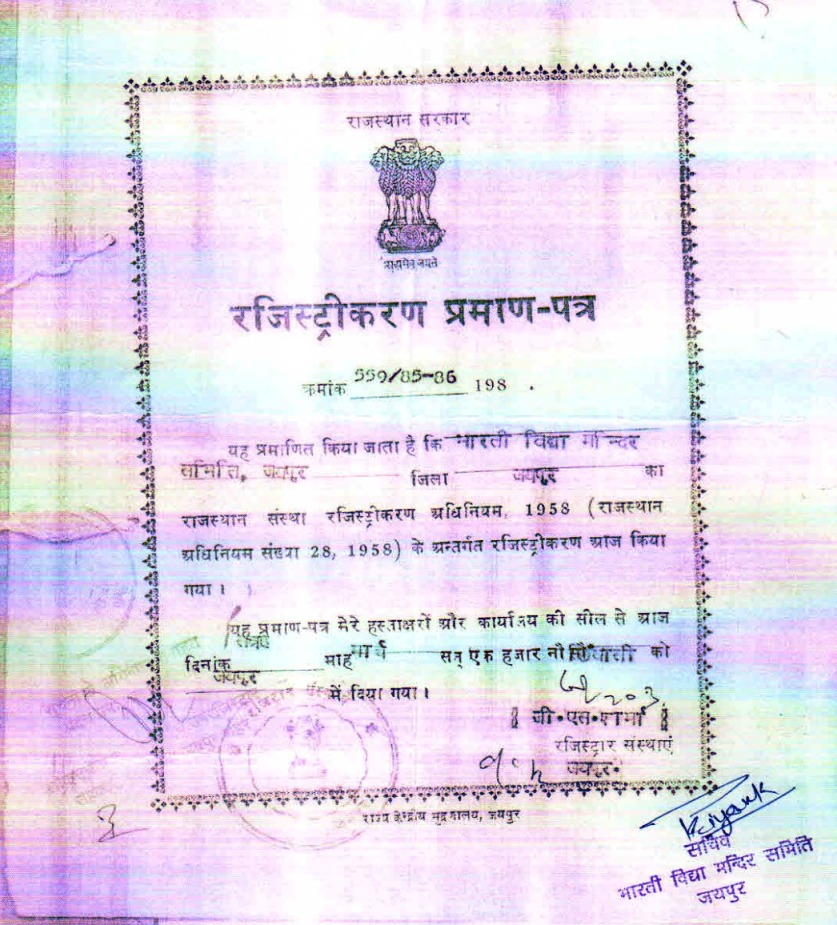 राजस्थान सरकार
सत्यमेव जयते
रजिस्ट्रीकरण प्रमाण-पत्र
क्रमांक 559/85-86 198 .
यह प्रमाणित किया जाता है कि भारती विद्या मन्दिर
समिति, जयपुर जिला जयपुर का
राजस्थान संस्था रजिस्ट्रीकरण अधिनियम, 1958 (राजस्थान
अधिनियम संख्या 28, 1958) के अन्तर्गत रजिस्ट्रीकरण आज किया
गया ।
यह प्रमाण-पत्र मेरे हस्ताक्षरों और कार्यालय की सील से आज
दिनांक माह मार्च सन् एक हजार नौ सौ को
जयपुर में दिया गया ।
जी॰एल॰शर्मा
रजिस्ट्रार संस्थाएं
जयपुर॰
राज्य केन्द्रीय मुद्रणालय, जयपुर
सचिव
भारती विद्या मन्दिर समिति
जयपुर